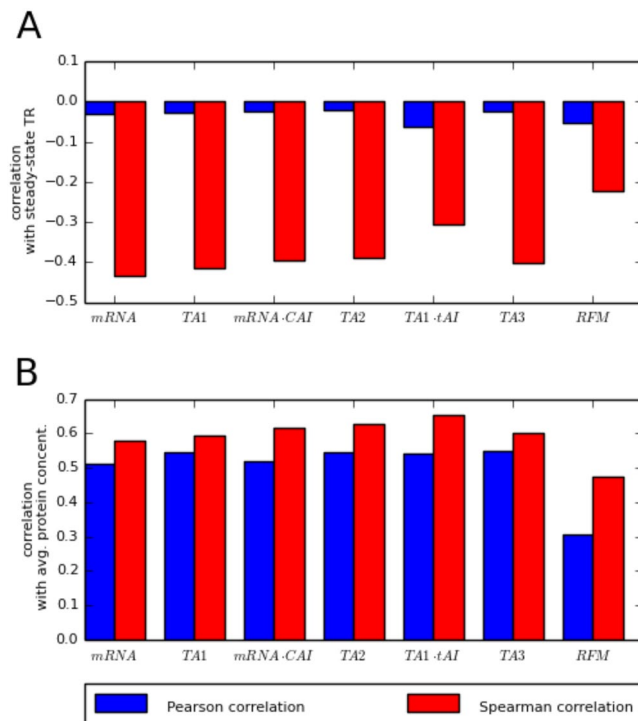 A
0.1
0.0
−0.1
−0.2
−0.3
−0.4
−0.5
correlation
with steady-state TR
mRNA TA1 mRNA·CAI TA2 TA1·tAI TA3 RFM
B
0.7
0.6
0.5
0.4
0.3
0.2
0.1
0.0
correlation
with avg. protein concent.
mRNA TA1 mRNA·CAI TA2 TA1·tAI TA3 RFM
Pearson correlation Spearman correlation